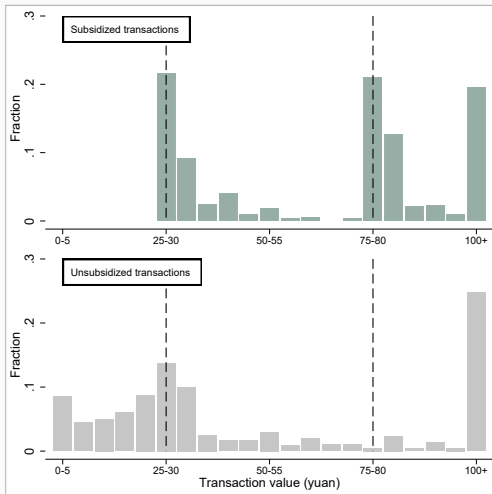 .3
Subsidized transactions
.2
Fraction
.1
0
0-5 25-30 50-55 75-80 100+
.3
Unsubsidized transactions
.2
Fraction
.1
0
0-5 25-30 50-55 75-80 100+
Transaction value (yuan)